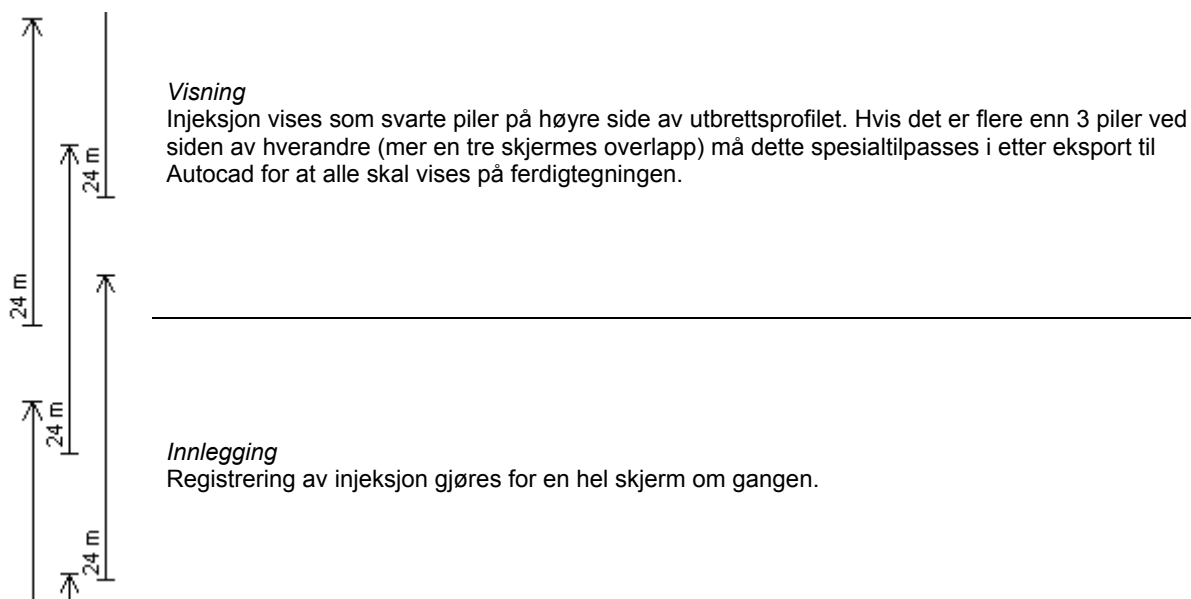 Visning
Injeksjon vises som svarte piler på høyre side av utbrettsprofilet. Hvis det er flere enn 3 piler ved
siden av hverandre (mer en tre skjermes overlapp) må dette spesialtilpasses i etter eksport til
Autocad for at alle skal vises på ferdigtegningen.
24 m
24 m
24 m
Innlegging
Registrering av injeksjon gjøres for en hel skjerm om gangen.
24 m